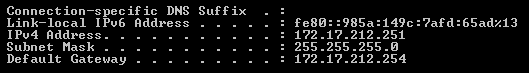 Connection-specific DNS Suffix  . :
Link-local IPv6 Address . . . . . : fe80::985a:149c:7afd:65ad%13
IPv4 Address. . . . . . . . . . . : 172.17.212.251
Subnet Mask . . . . . . . . . . . : 255.255.255.0
Default Gateway . . . . . . . . . : 172.17.212.254